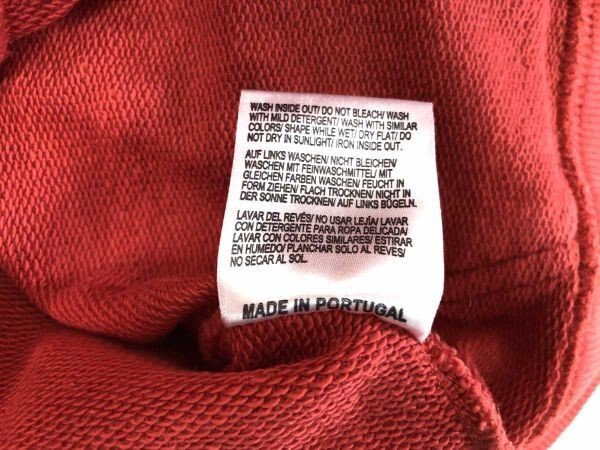 WASH INSIDE OUT/ DO NOT BLEACH/ WASH
WITH MILD DETERGENT/ WASH WITH SIMILAR
COLORS/ SHAPE WHILE WET/ DRY FLAT/ DO
NOT DRY IN SUNLIGHT/ IRON INSIDE OUT.
AUF LINKS WASCHEN/ NICHT BLEICHEN/
WASCHEN MIT FEINWASCHMITTEL/ MIT
GLEICHEN FARBEN WASCHEN/ FEUCHT IN
FORM ZIEHEN/ FLACH TROCKNEN/ NICHT IN
DER SONNE TROCKNEN/ AUF LINKS BÜGELN.
LAVAR DEL REVÉS/ NO USAR LEJÍA/ LAVAR
CON DETERGENTE PARA ROPA DELICADA/
LAVAR CON COLORES SIMILARES/ ESTIRAR
EN HUMEDO/ PLANCHAR SOLO AL REVES/
NO SECAR AL SOL.
MADE IN PORTUGAL